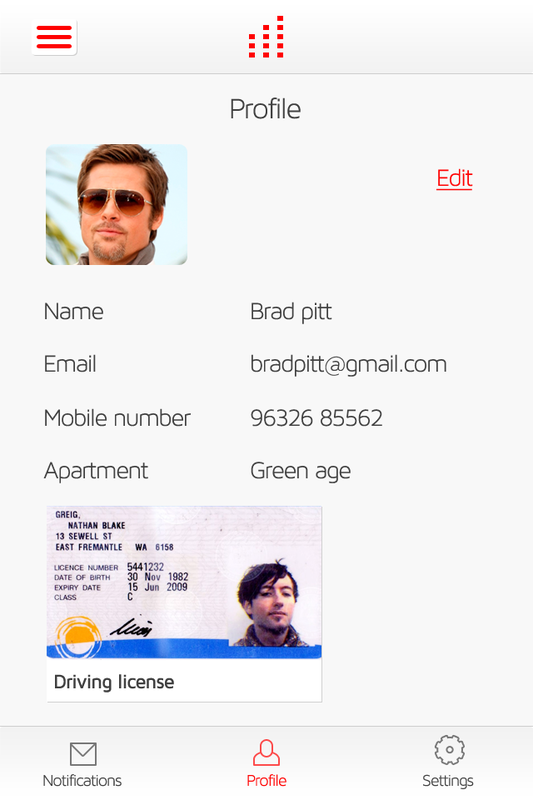 Profile
Edit
Name Brad pitt
Email bradpitt@gmail.com
Mobile number 96326 85562
Apartment Green age
GREIG,
NATHAN BLAKE
13 SEWELL ST
EAST FREMANTLE WA 6158
LICENCE NUMBER 5441232
DATE OF BIRTH 30 Nov 1982
EXPIRY DATE 15 Jun 2009
CLASS C
Driving license
Notifications Profile Settings